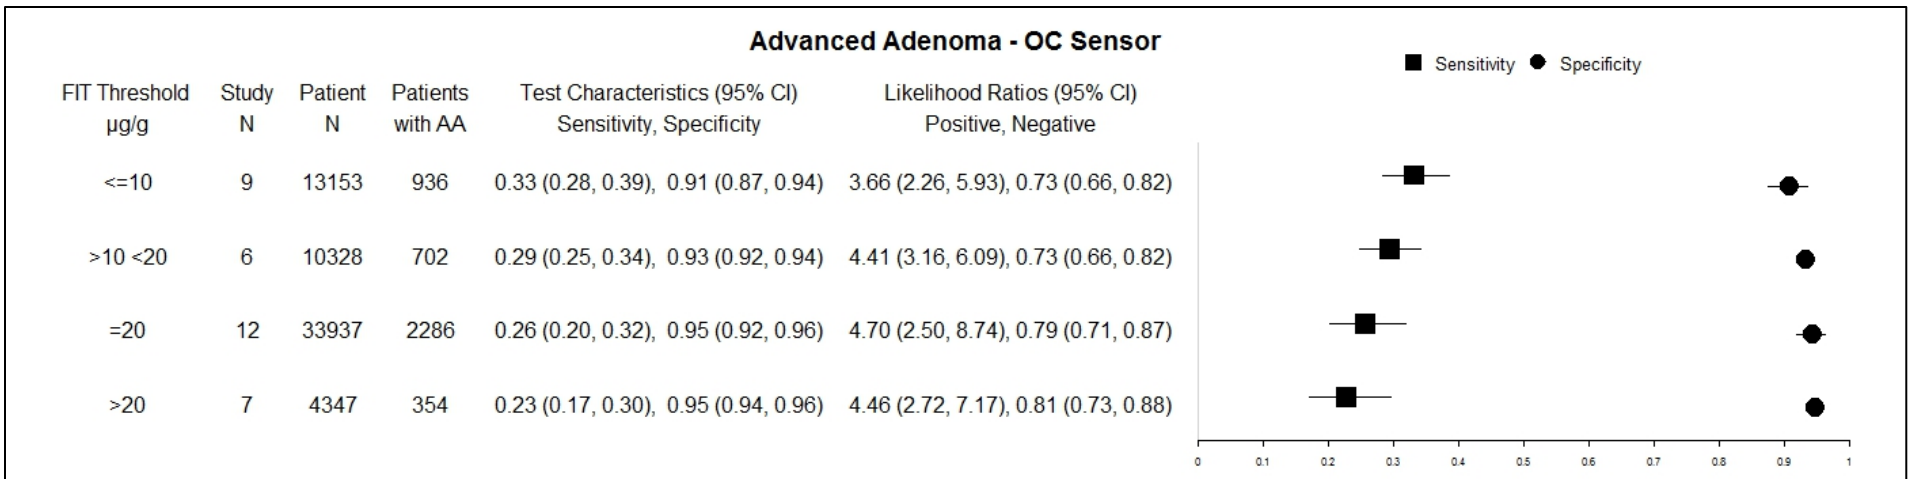 Advanced Adenoma - OC Sensor
Sensitivity Specificity
FIT Threshold Study Patient Patients Test Characteristics (95% CI) Likelihood Ratios (95% CI)
µg/g N N with AA Sensitivity, Specificity Positive, Negative
<=10 9 13153 936 0.33 (0.28, 0.39), 0.91 (0.87, 0.94) 3.66 (2.26, 5.93), 0.73 (0.66, 0.82)
>10 <20 6 10328 702 0.29 (0.25, 0.34), 0.93 (0.92, 0.94) 4.41 (3.16, 6.09), 0.73 (0.66, 0.82)
=20 12 33937 2286 0.26 (0.20, 0.32), 0.95 (0.92, 0.96) 4.70 (2.50, 8.74), 0.79 (0.71, 0.87)
>20 7 4347 354 0.23 (0.17, 0.30), 0.95 (0.94, 0.96) 4.46 (2.72, 7.17), 0.81 (0.73, 0.88)
0 0.1 0.2 0.3 0.4 0.5 0.6 0.7 0.8 0.9 1